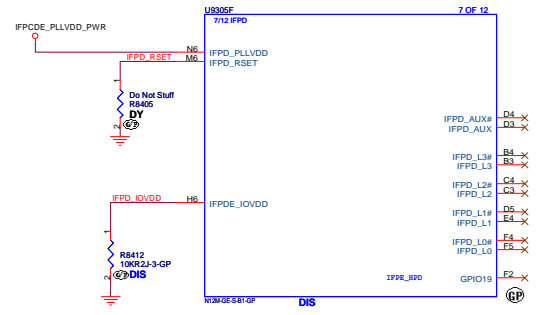 U9305F
7 OF 12
7/12 IFPD
IFPCDE_PLLVDD_PWR
N6
IFPD_PLLVDD
IFPD_RSET
M6
IFPD_RSET
1
Do Not Stuff
R8405
DY
2
IFPD_AUX#
D4
IFPD_AUX
D3
IFPD_L3#
B4
IFPD_L3
B3
IFPD_L2#
C4
IFPD_L2
C3
IFPD_IOVDD
H6
IFPDE_IOVDD
IFPD_L1#
D5
IFPD_L1
E4
IFPD_L0#
F4
IFPD_L0
F5
1
R8412
10KR2J-3-GP
DIS
2
IFPE_HPD
GPIO19
F2
GP
N12M-GE-S-B1-GP
DIS